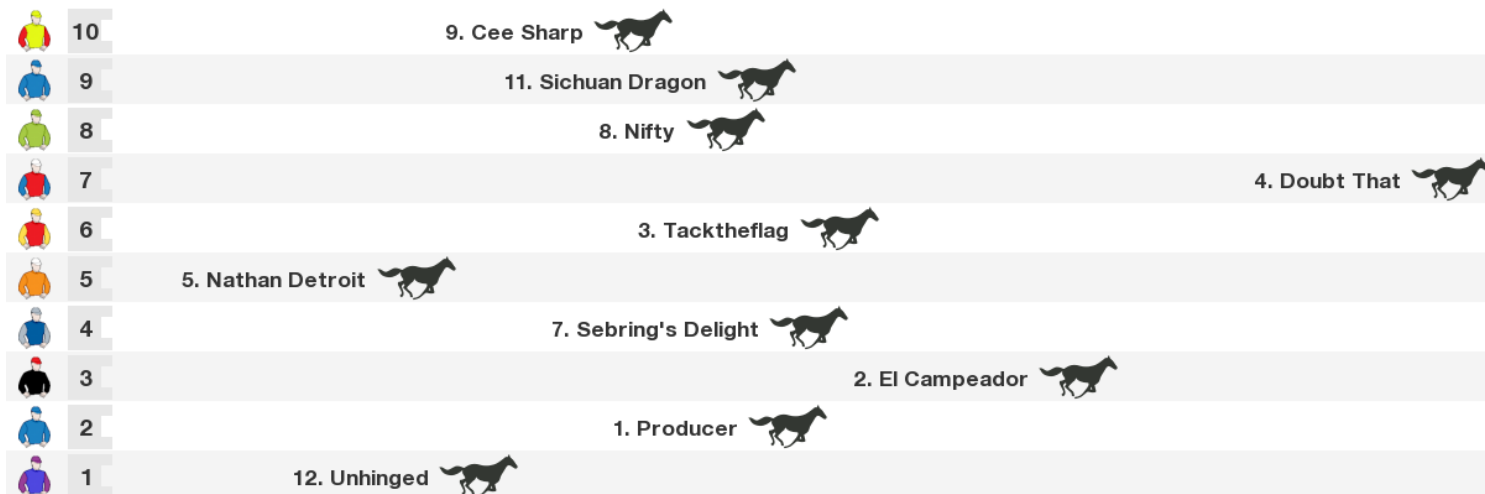 10 9. Cee Sharp
9 11. Sichuan Dragon
8 8. Nifty
7 4. Doubt That
6 3. Tacktheflag
5 5. Nathan Detroit
4 7. Sebring's Delight
3 2. El Campeador
2 1. Producer
1 12. Unhinged